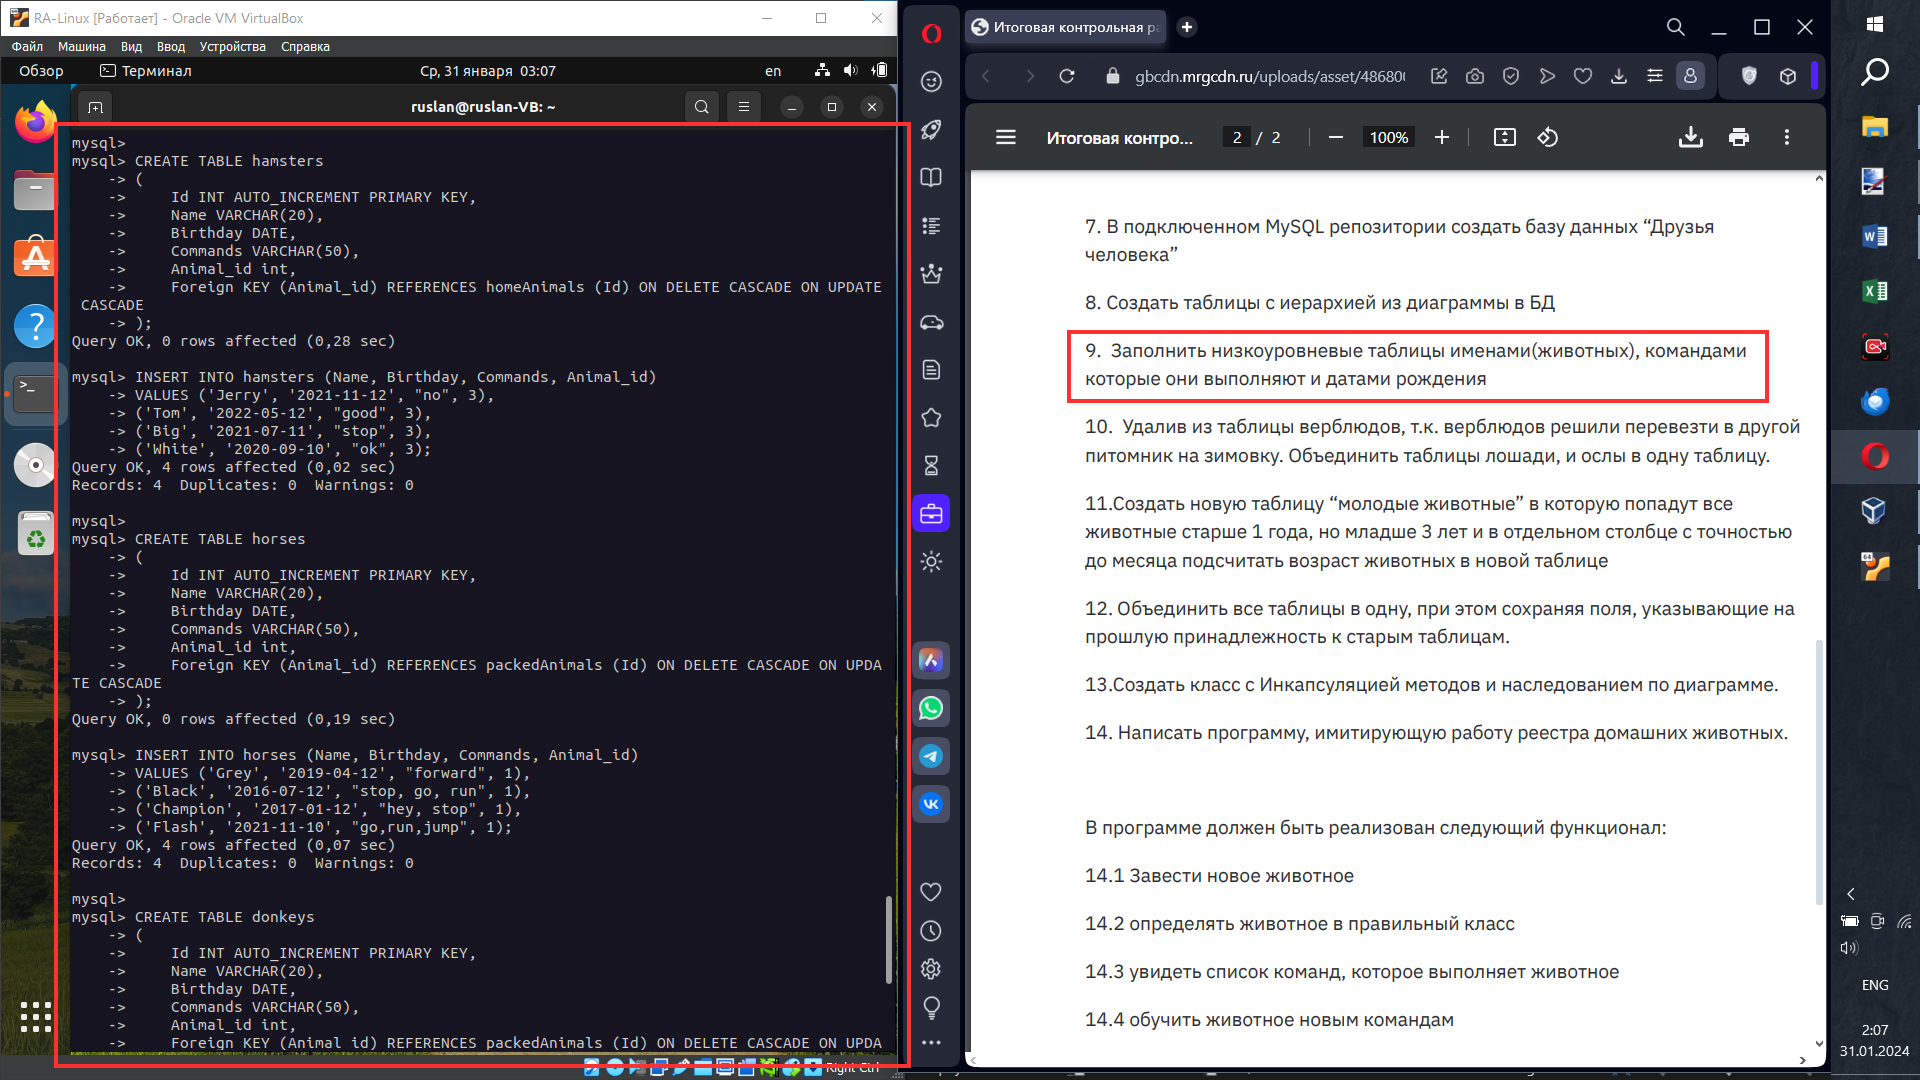 RA-Linux [Работает] - Oracle VM VirtualBox
Файл Машина Вид Ввод Устройства Справка
Обзор Терминал Ср, 31 января 03:07 en
ruslan@ruslan-VB: ~
mysql>
mysql> CREATE TABLE hamsters
-> (
-> Id INT AUTO_INCREMENT PRIMARY KEY,
-> Name VARCHAR(20),
-> Birthday DATE,
-> Commands VARCHAR(50),
-> Animal_id int,
-> Foreign KEY (Animal_id) REFERENCES homeAnimals (Id) ON DELETE CASCADE ON UPDATE
CASCADE
-> );
Query OK, 0 rows affected (0,28 sec)
mysql> INSERT INTO hamsters (Name, Birthday, Commands, Animal_id)
-> VALUES ('Jerry', '2021-11-12', "no", 3),
-> ('Tom', '2022-05-12', "good", 3),
-> ('Big', '2021-07-11', "stop", 3),
-> ('White', '2020-09-10', "ok", 3);
Query OK, 4 rows affected (0,02 sec)
Records: 4 Duplicates: 0 Warnings: 0
mysql>
mysql> CREATE TABLE horses
-> (
-> Id INT AUTO_INCREMENT PRIMARY KEY,
-> Name VARCHAR(20),
-> Birthday DATE,
-> Commands VARCHAR(50),
-> Animal_id int,
-> Foreign KEY (Animal_id) REFERENCES packedAnimals (Id) ON DELETE CASCADE ON UPDA
TE CASCADE
-> );
Query OK, 0 rows affected (0,19 sec)
mysql> INSERT INTO horses (Name, Birthday, Commands, Animal_id)
-> VALUES ('Grey', '2019-04-12', "forward", 1),
-> ('Black', '2016-07-12', "stop, go, run", 1),
-> ('Champion', '2017-01-12', "hey, stop", 1),
-> ('Flash', '2021-11-10', "go,run,jump", 1);
Query OK, 4 rows affected (0,07 sec)
Records: 4 Duplicates: 0 Warnings: 0
mysql>
mysql> CREATE TABLE donkeys
-> (
-> Id INT AUTO_INCREMENT PRIMARY KEY,
-> Name VARCHAR(20),
-> Birthday DATE,
-> Commands VARCHAR(50),
-> Animal_id int,
-> Foreign KEY (Animal_id) REFERENCES packedAnimals (Id) ON DELETE CASCADE ON UPDA
Right Ctrl
Итоговая контрольная ра
gbcdn.mrgcdn.ru/uploads/asset/486806
Итоговая контро... 2 / 2 100%
7. В подключенном MySQL репозитории создать базу данных “Друзья
человека”
8. Создать таблицы с иерархией из диаграммы в БД
9. Заполнить низкоуровневые таблицы именами(животных), командами
которые они выполняют и датами рождения
10. Удалив из таблицы верблюдов, т.к. верблюдов решили перевезти в другой
питомник на зимовку. Объединить таблицы лошади, и ослы в одну таблицу.
11.Создать новую таблицу “молодые животные” в которую попадут все
животные старше 1 года, но младше 3 лет и в отдельном столбце с точностью
до месяца подсчитать возраст животных в новой таблице
12. Объединить все таблицы в одну, при этом сохраняя поля, указывающие на
прошлую принадлежность к старым таблицам.
13.Создать класс с Инкапсуляцией методов и наследованием по диаграмме.
14. Написать программу, имитирующую работу реестра домашних животных.
В программе должен быть реализован следующий функционал:
14.1 Завести новое животное
14.2 определять животное в правильный класс
14.3 увидеть список команд, которое выполняет животное
14.4 обучить животное новым командам
64
ENG
2:07
31.01.2024